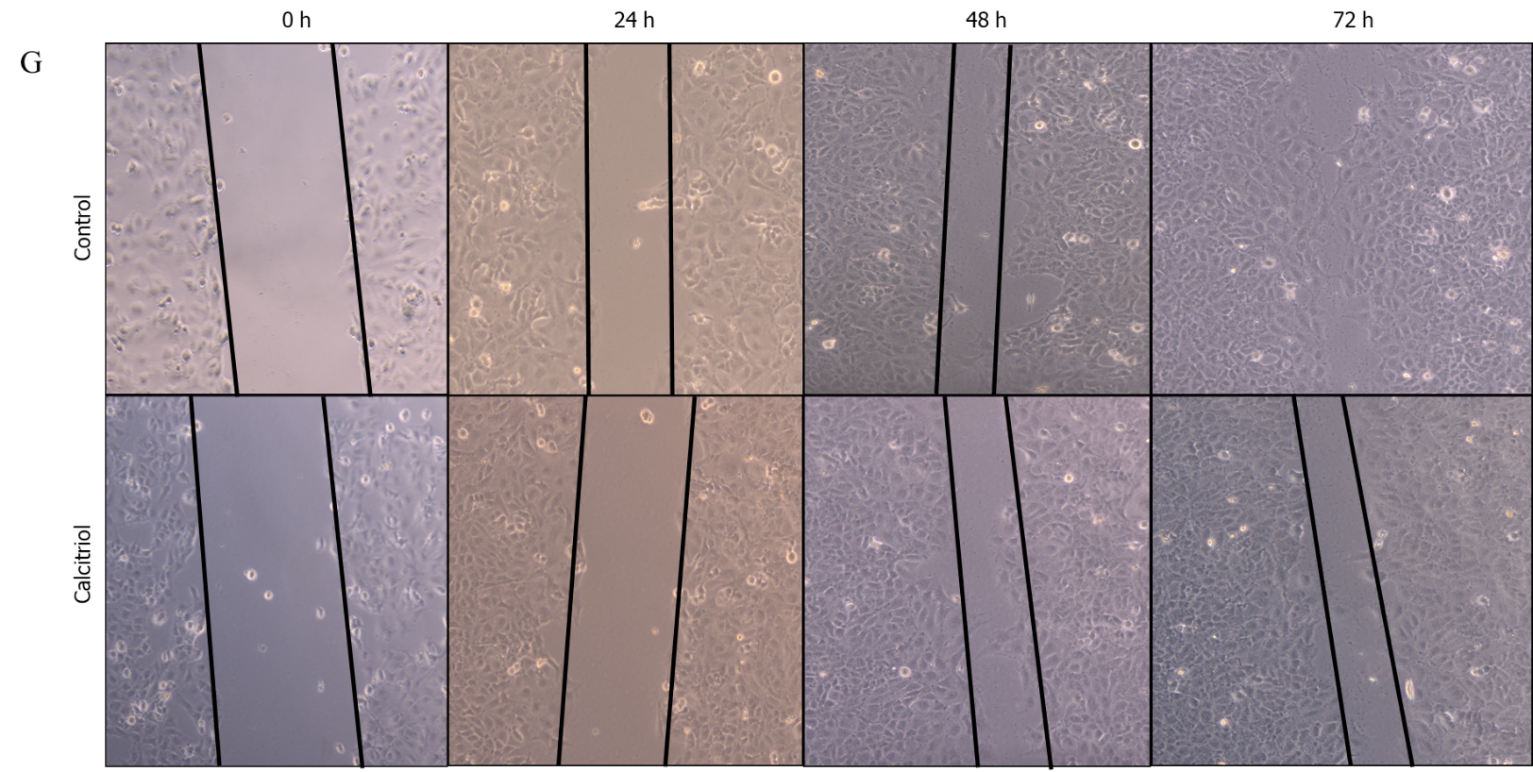 0 h 24 h 48 h 72 h
G
Control
Calcitriol